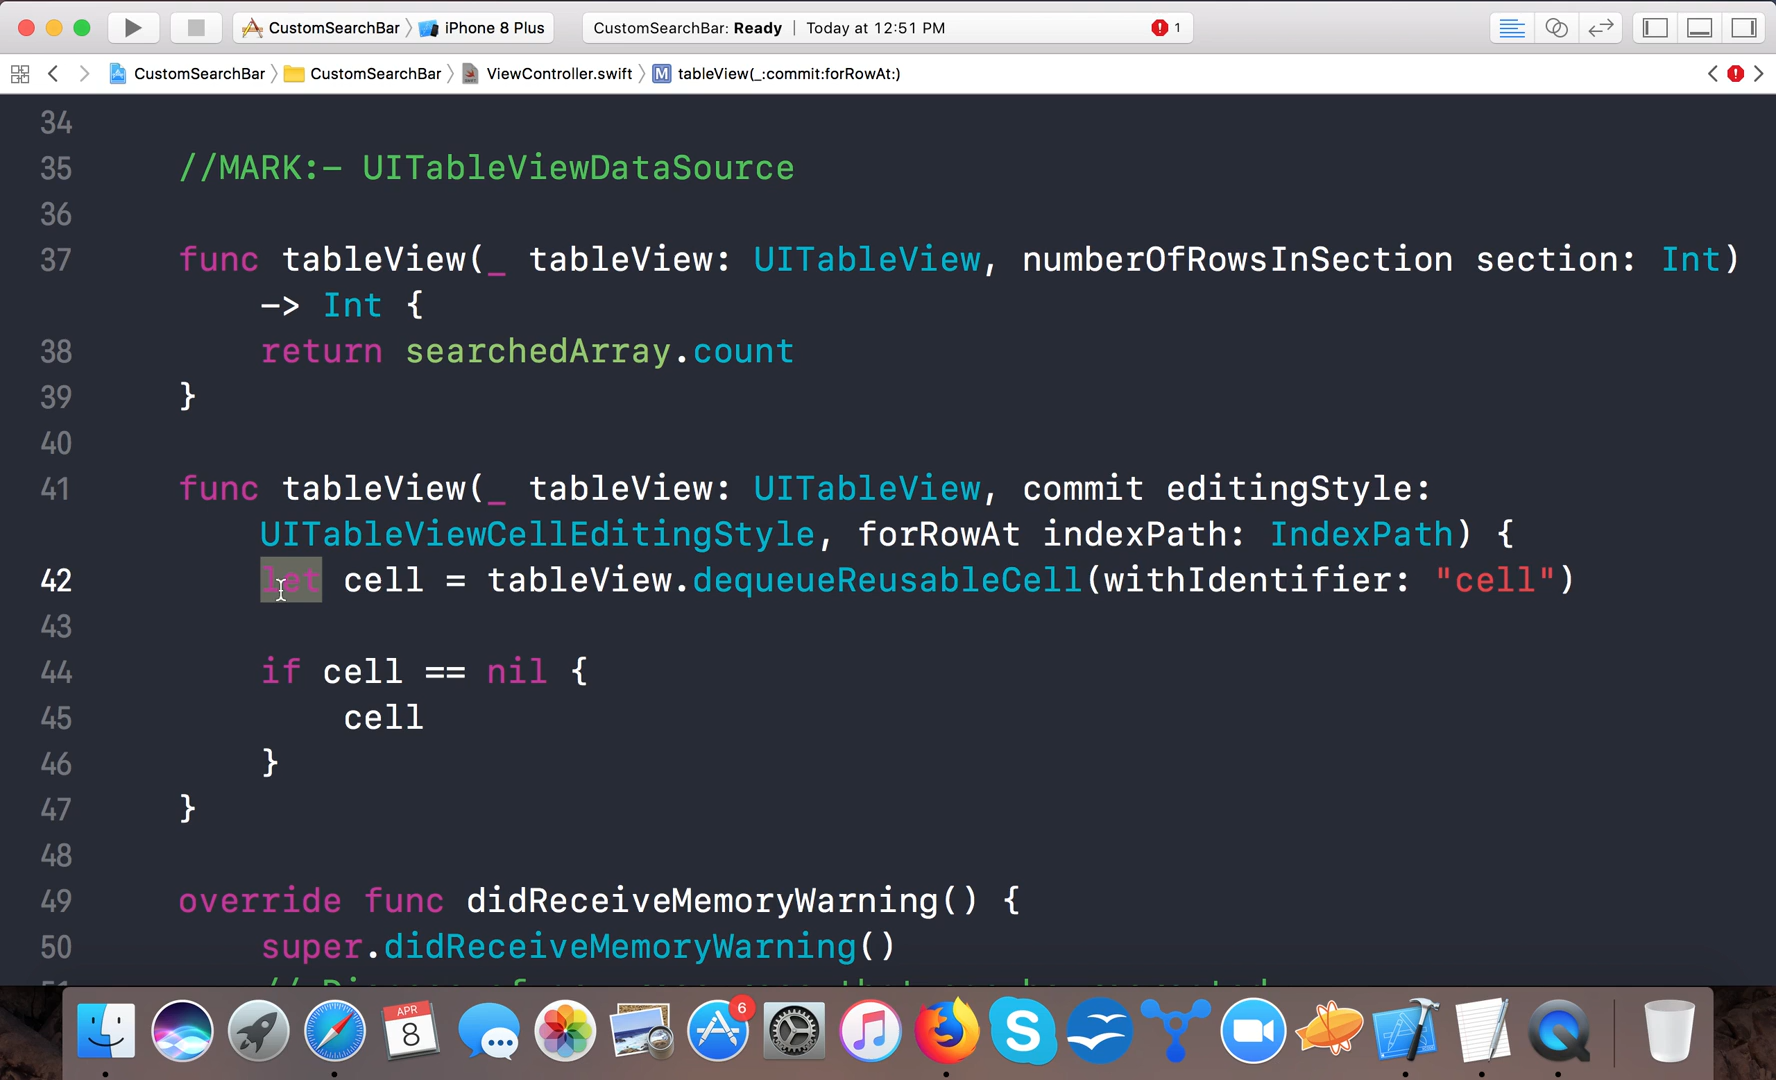 CustomSearchBar iPhone 8 Plus CustomSearchBar: Ready | Today at 12:51 PM 1
CustomSearchBar CustomSearchBar ViewController.swift M tableView(_:commit:forRowAt:)
34
35 //MARK:- UITableViewDataSource
36
37 func tableView(_ tableView: UITableView, numberOfRowsInSection section: Int)
-> Int {
38 return searchedArray.count
39 }
40
41 func tableView(_ tableView: UITableView, commit editingStyle:
UITableViewCellEditingStyle, forRowAt indexPath: IndexPath) {
42 let cell = tableView.dequeueReusableCell(withIdentifier: "cell")
43
44 if cell == nil {
45 cell
46 }
47 }
48
49 override func didReceiveMemoryWarning() {
50 super.didReceiveMemoryWarning()
APR
8
6